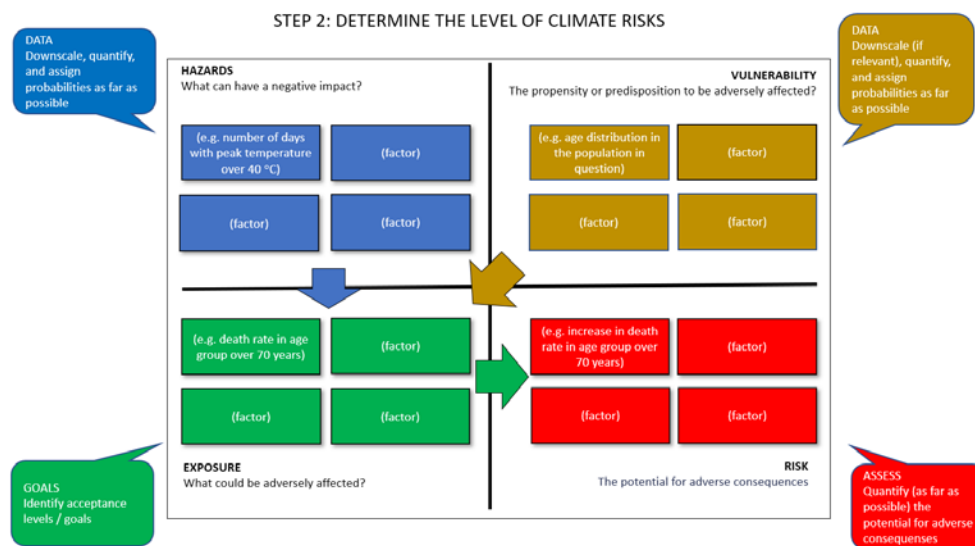 STEP 2: DETERMINE THE LEVEL OF CLIMATE RISKS
DATA
Downscale, quantify,
and assign
probabilities as far as
possible
HAZARDS
What can have a negative impact?
(e.g. number of days
with peak temperature
over 40 °C)
(factor)
(factor)
(factor)
VULNERABILITY
The propensity or predisposition to be adversely affected?
(e.g. age distribution in
the population in
question)
(factor)
(factor)
(factor)
DATA
Downscale (if
relevant), quantify,
and assign
probabilities as far
as possible
(e.g. death rate in age
group over 70 years)
(factor)
(factor)
(factor)
EXPOSURE
What could be adversely affected?
GOALS
Identify acceptance
levels / goals
(e.g. increase in death
rate in age group over
70 years)
(factor)
(factor)
(factor)
RISK
The potential for adverse consequences
ASSESS
Quantify (as far as
possible) the
potential for adverse
consequenses